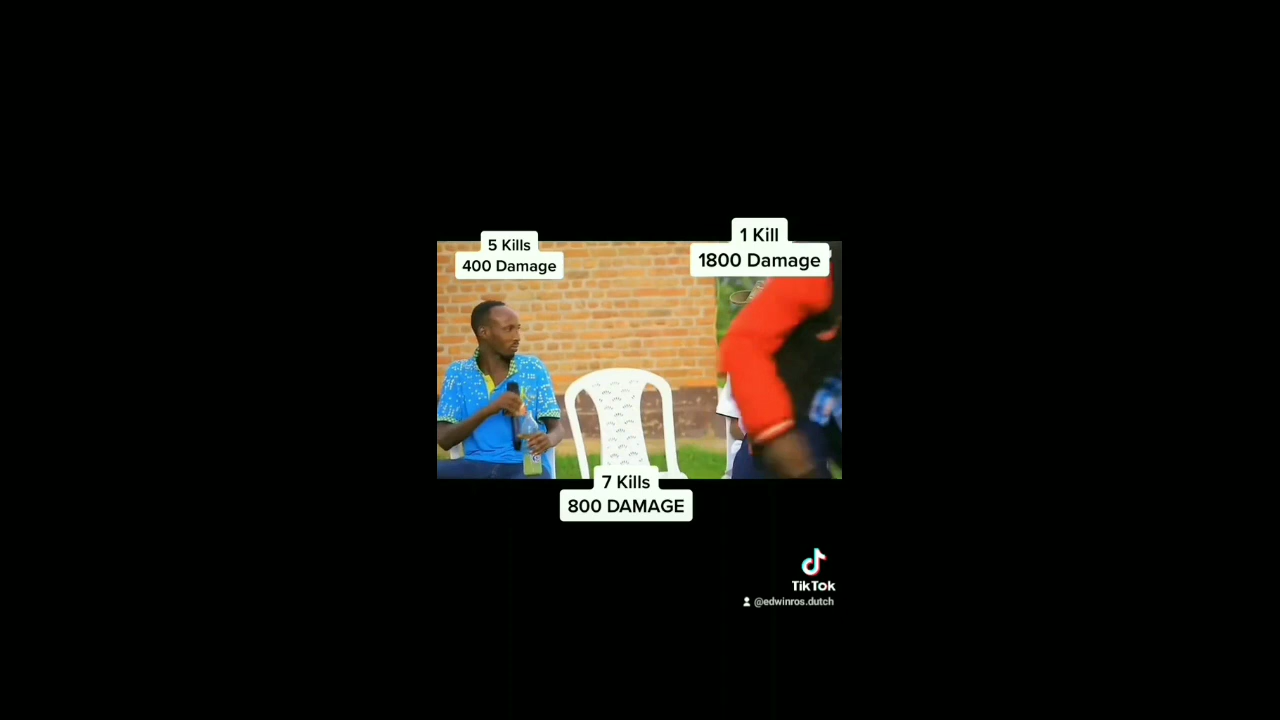 5 Kills
400 Damage
1 Kill
1800 Damage
7 Kills
800 DAMAGE
TikTok
@edwinros.dutch